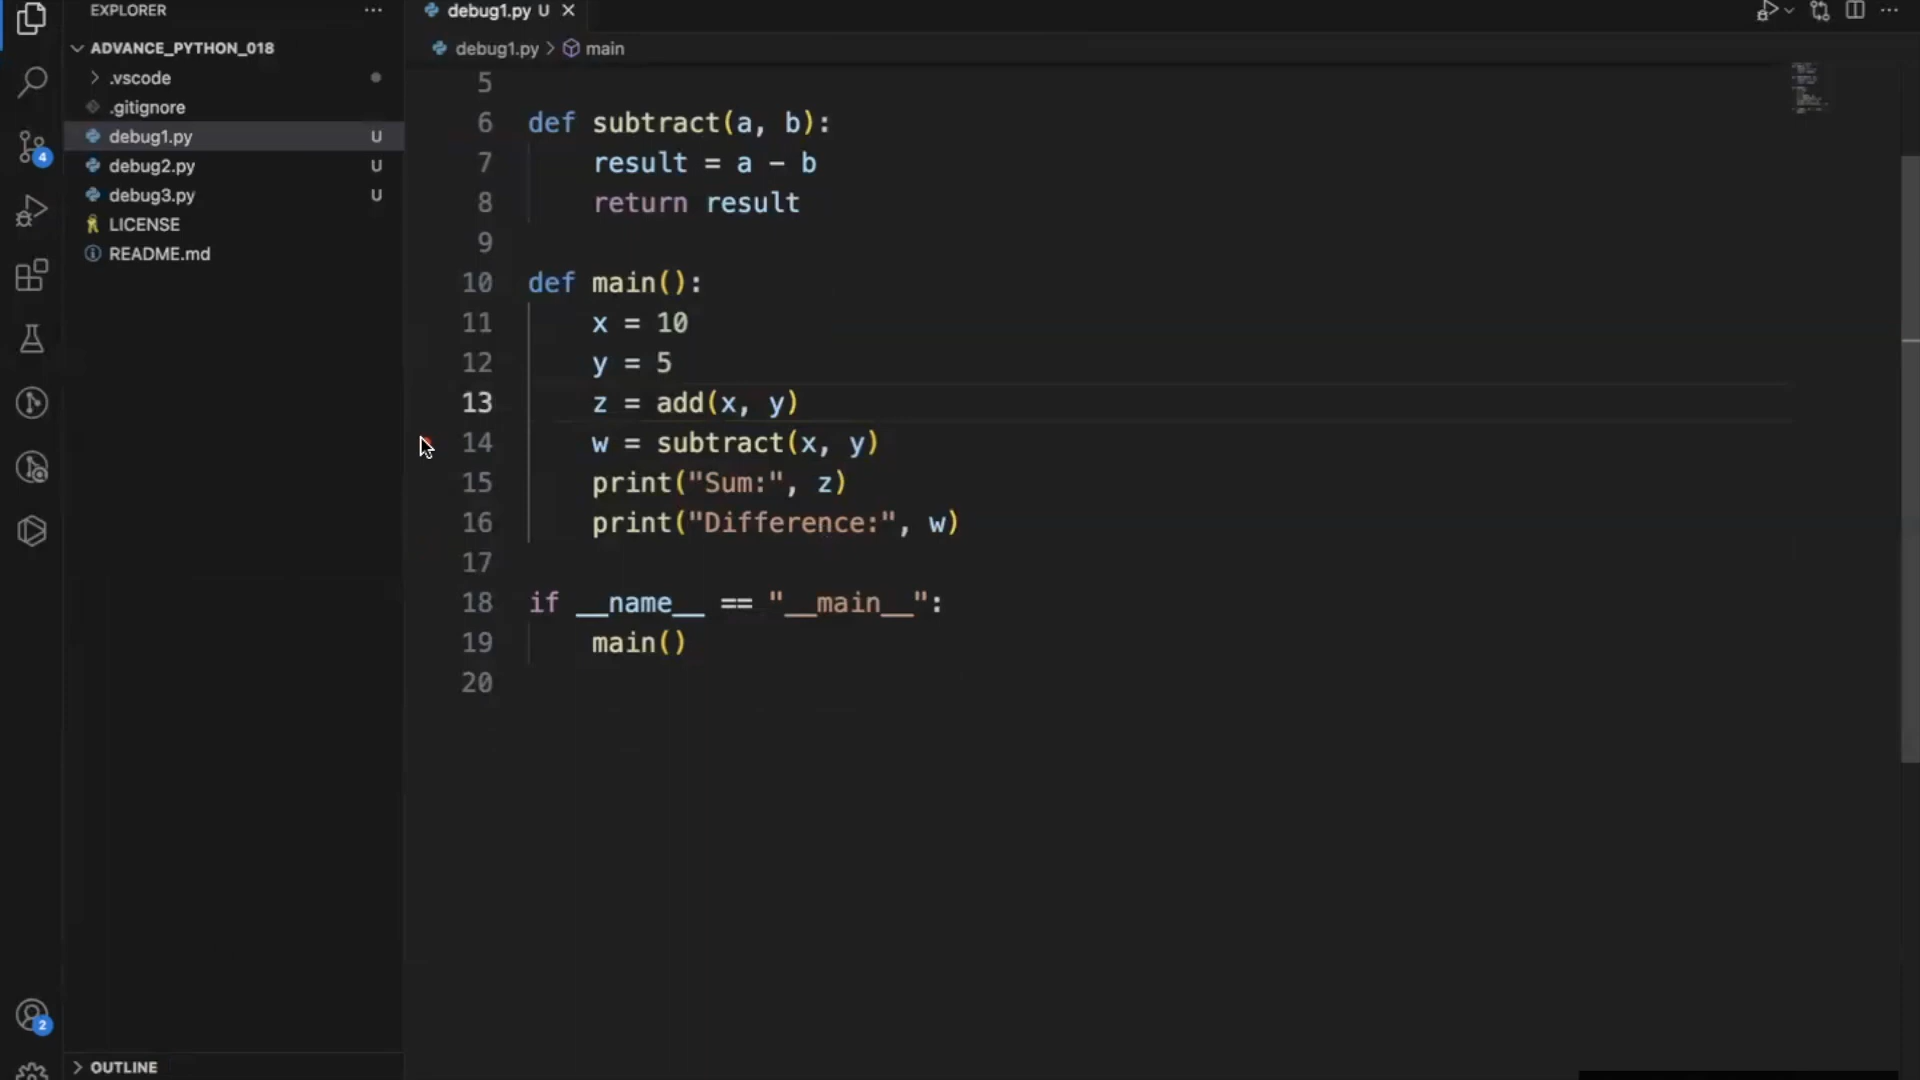 EXPLORER
debug1.py U
ADVANCE_PYTHON_018
.vscode
.gitignore
debug1.py U
debug2.py U
debug3.py U
LICENSE
README.md
OUTLINE
4
2
debug1.py > main
5
6 def subtract(a, b):
7 result = a - b
8 return result
9
10 def main():
11 x = 10
12 y = 5
13 z = add(x, y)
14 w = subtract(x, y)
15 print("Sum:", z)
16 print("Difference:", w)
17
18 if __name__ == "__main__":
19 main()
20